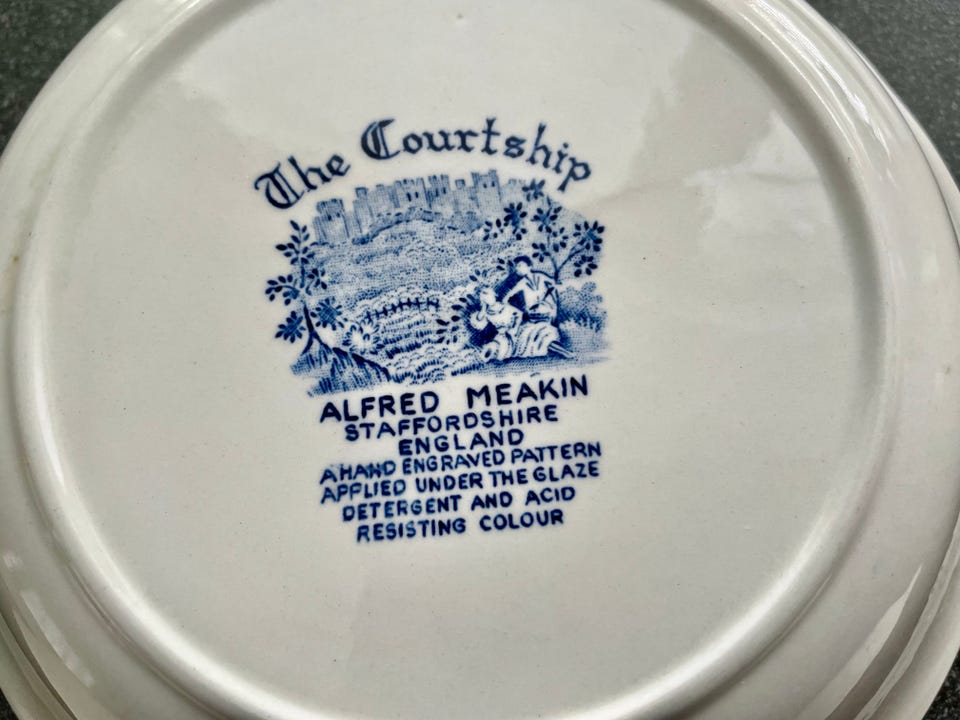 The Courtship
ALFRED MEAKIN
STAFFORDSHIRE
ENGLAND
A HAND ENGRAVED PATTERN
APPLIED UNDER THE GLAZE
DETERGENT AND ACID
RESISTING COLOUR